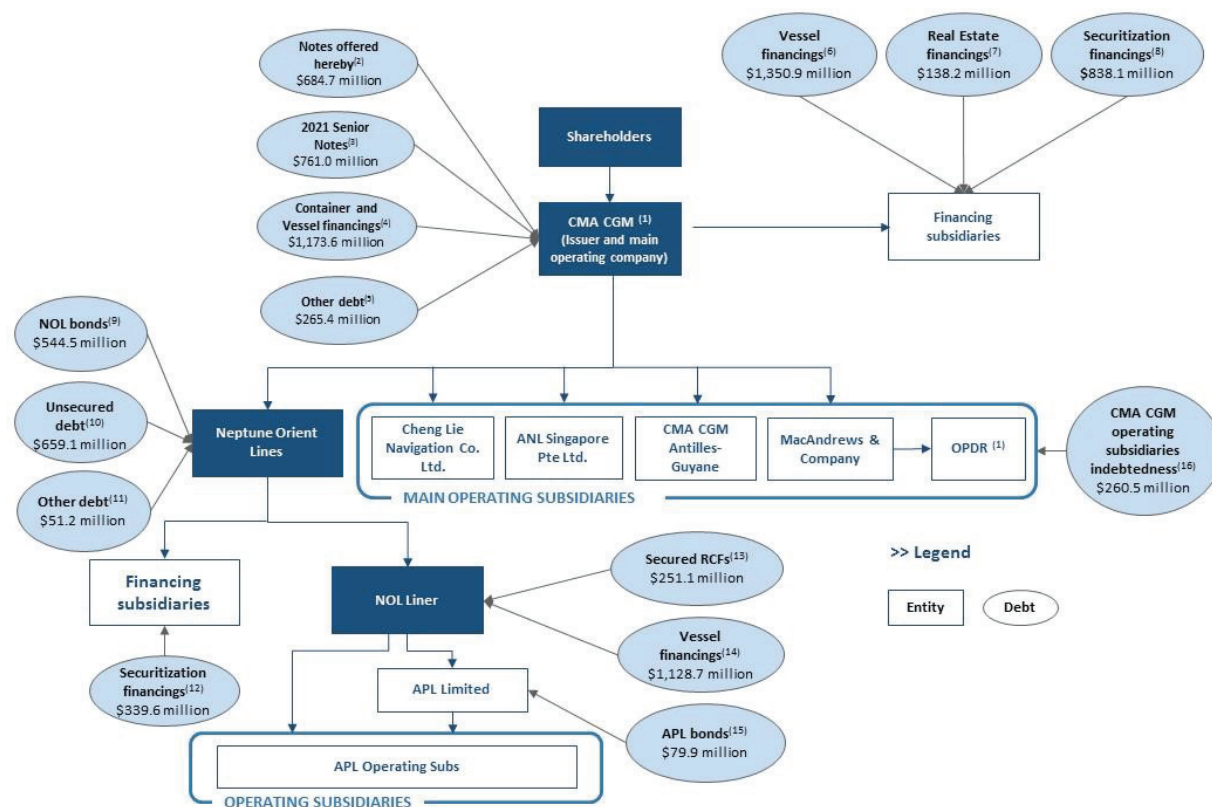 Notes offered
hereby(2)
$684.7 million
2021 Senior
Notes(3)
$761.0 million
Container and
Vessel financings(4)
$1,173.6 million
Other debt(5)
$265.4 million
Shareholders
CMA CGM (1)
(Issuer and main
operating company)
Vessel
financings(6)
$1,350.9 million
Real Estate
financings(7)
$138.2 million
Securitization
financings(8)
$838.1 million
Financing
subsidiaries
NOL bonds(9)
$544.5 million
Unsecured
debt(10)
$659.1 million
Other debt(11)
$51.2 million
Neptune Orient
Lines
Cheng Lie
Navigation Co.
Ltd.
ANL Singapore
Pte Ltd.
CMA CGM
Antilles-
Guyane
MacAndrews &
Company
OPDR (1)
MAIN OPERATING SUBSIDIARIES
CMA CGM
operating
subsidiaries
indebtedness(16)
$260.5 million
Financing
subsidiaries
Securitization
financings(12)
$339.6 million
NOL Liner
Secured RCFs(13)
$251.1 million
Vessel
financings(14)
$1,128.7 million
APL Limited
APL bonds(15)
$79.9 million
APL Operating Subs
OPERATING SUBSIDIARIES
>> Legend
Entity
Debt